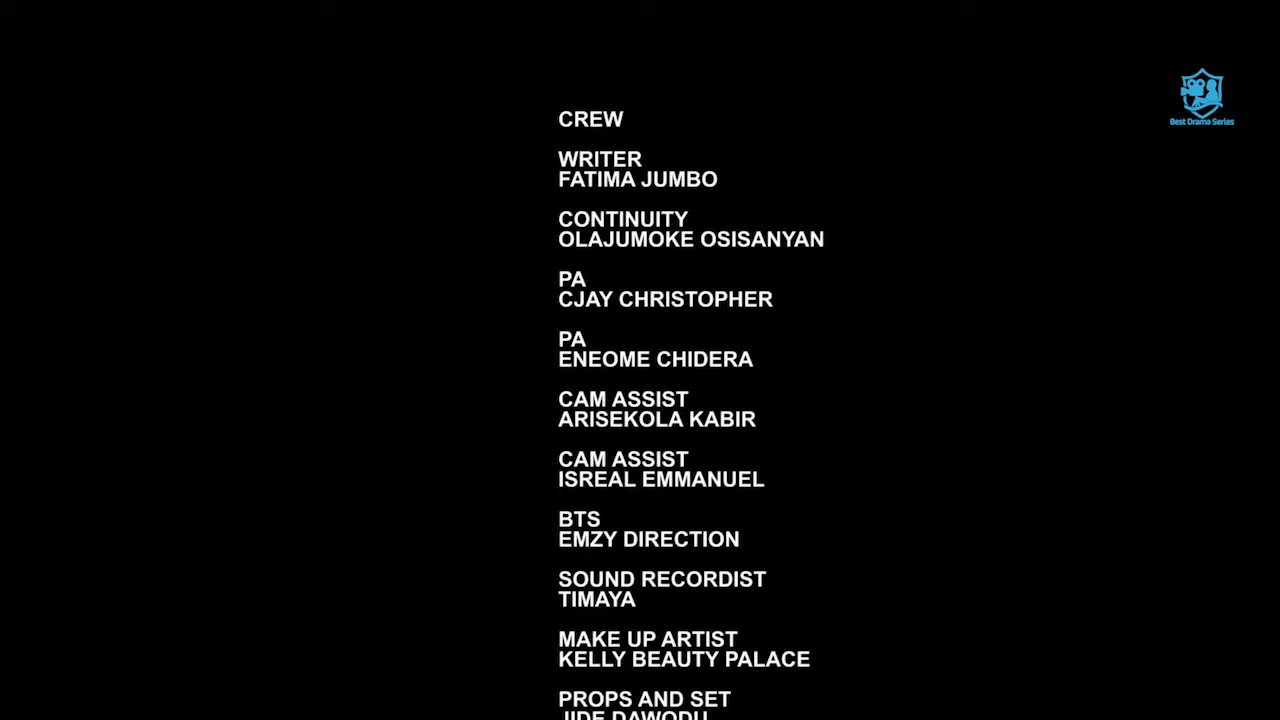 CREW
WRITER
FATIMA JUMBO
CONTINUITY
OLAJUMOKE OSISANYAN
PA
CJAY CHRISTOPHER
PA
ENEOME CHIDERA
CAM ASSIST
ARISEKOLA KABIR
CAM ASSIST
ISREAL EMMANUEL
BTS
EMZY DIRECTION
SOUND RECORDIST
TIMAYA
MAKE UP ARTIST
KELLY BEAUTY PALACE
PROPS AND SET
JIDE DAWODU
Best Drama Series